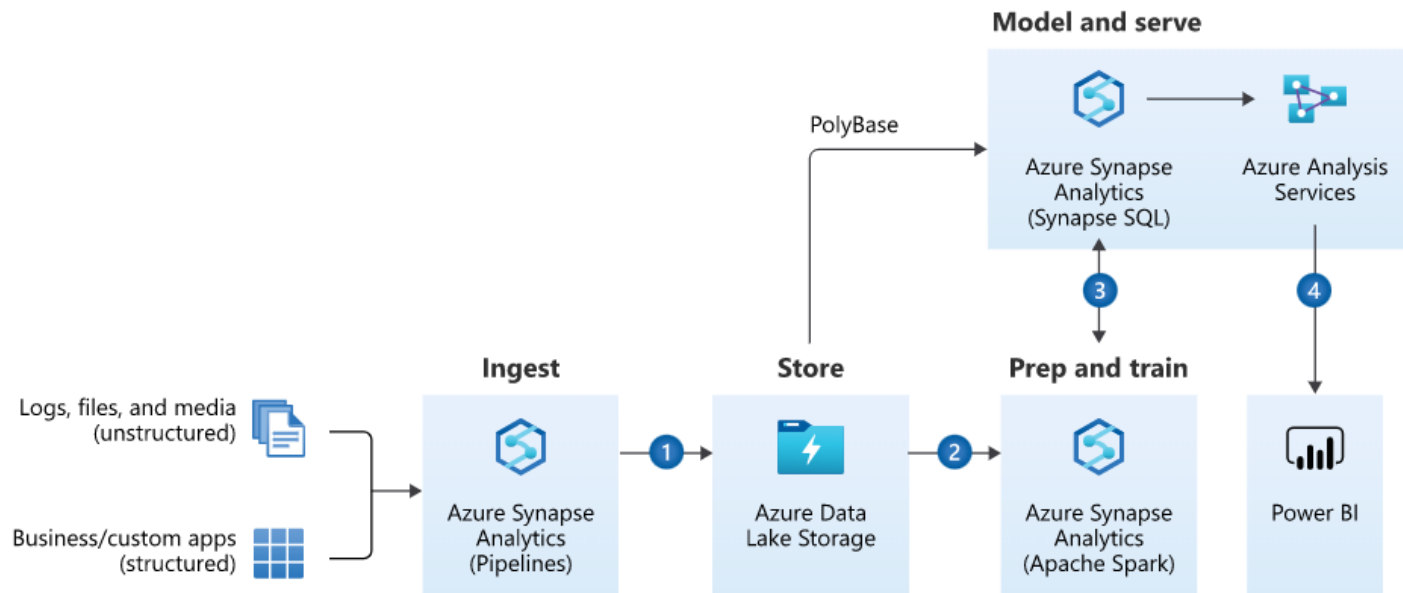 Model and serve
PolyBase
Azure Synapse
Analytics
(Synapse SQL)
Azure Analysis
Services
3
4
Ingest
Store
Prep and train
Logs, files, and media
(unstructured)
Business/custom apps
(structured)
Azure Synapse
Analytics
(Pipelines)
1
Azure Data
Lake Storage
2
Azure Synapse
Analytics
(Apache Spark)
Power BI